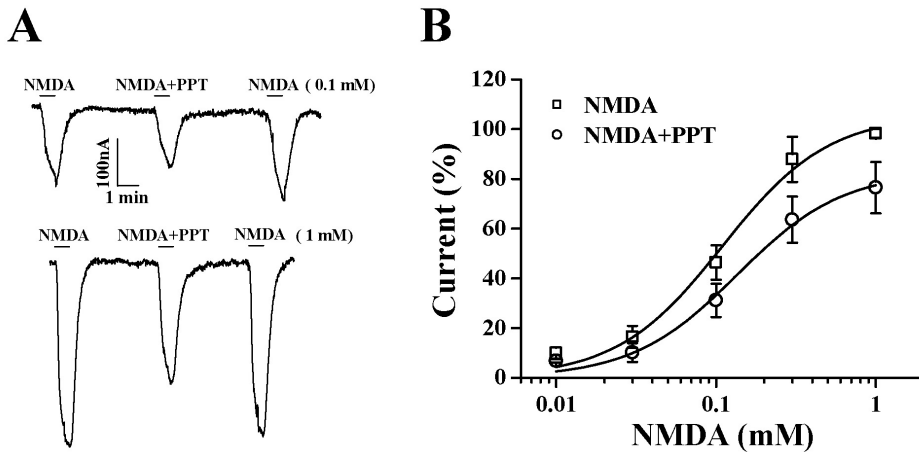 A
NMDA NMDA+PPT NMDA ( 0.1 mM)
100nA
1 min
NMDA NMDA+PPT NMDA ( 1 mM)
B
120
100
80
60
40
20
0
Current (%)
NMDA
NMDA+PPT
0.01 0.1 1
NMDA (mM)